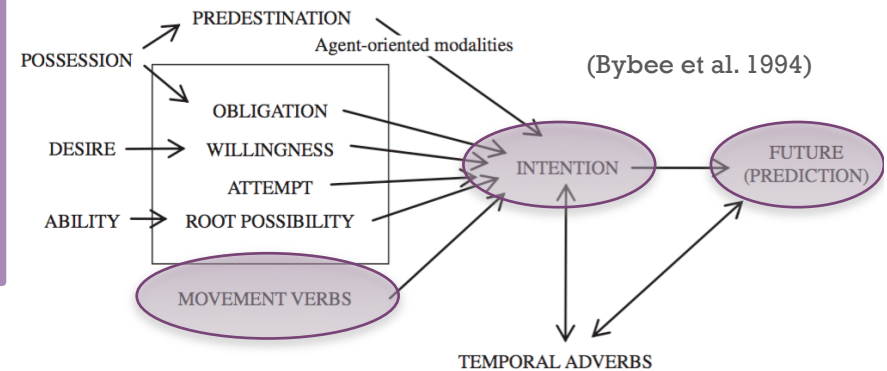 PREDESTINATION
Agent-oriented modalities
(Bybee et al. 1994)
POSSESSION
OBLIGATION
DESIRE
WILLINGNESS
INTENTION
FUTURE
(PREDICTION)
ATTEMPT
ABILITY
ROOT POSSIBILITY
MOVEMENT VERBS
TEMPORAL ADVERBS